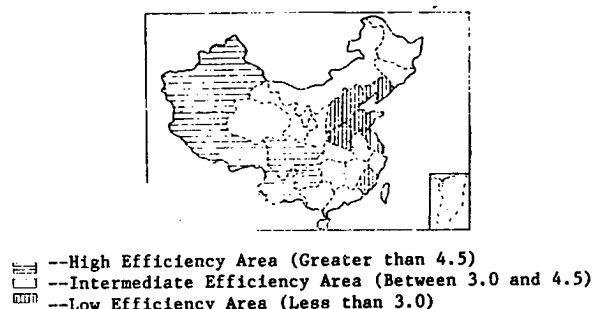 --High Efficiency Area (Greater than 4.5)
--Intermediate Efficiency Area (Between 3.0 and 4.5)
--Low Efficiency Area (Less than 3.0)